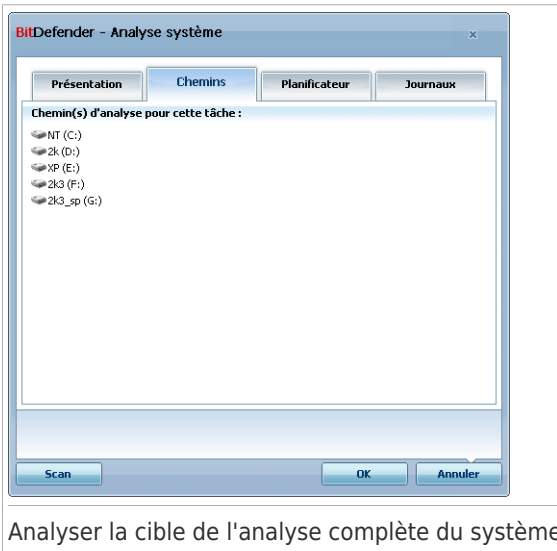 BitDefender - Analyse système
Présentation
Chemins
Planificateur
Journaux
Chemin(s) d'analyse pour cette tâche :
NT (C:)
2k (D:)
XP (E:)
2k3 (F:)
2k3_sp (G:)
Scan
OK
Annuler
Analyser la cible de l'analyse complète du système